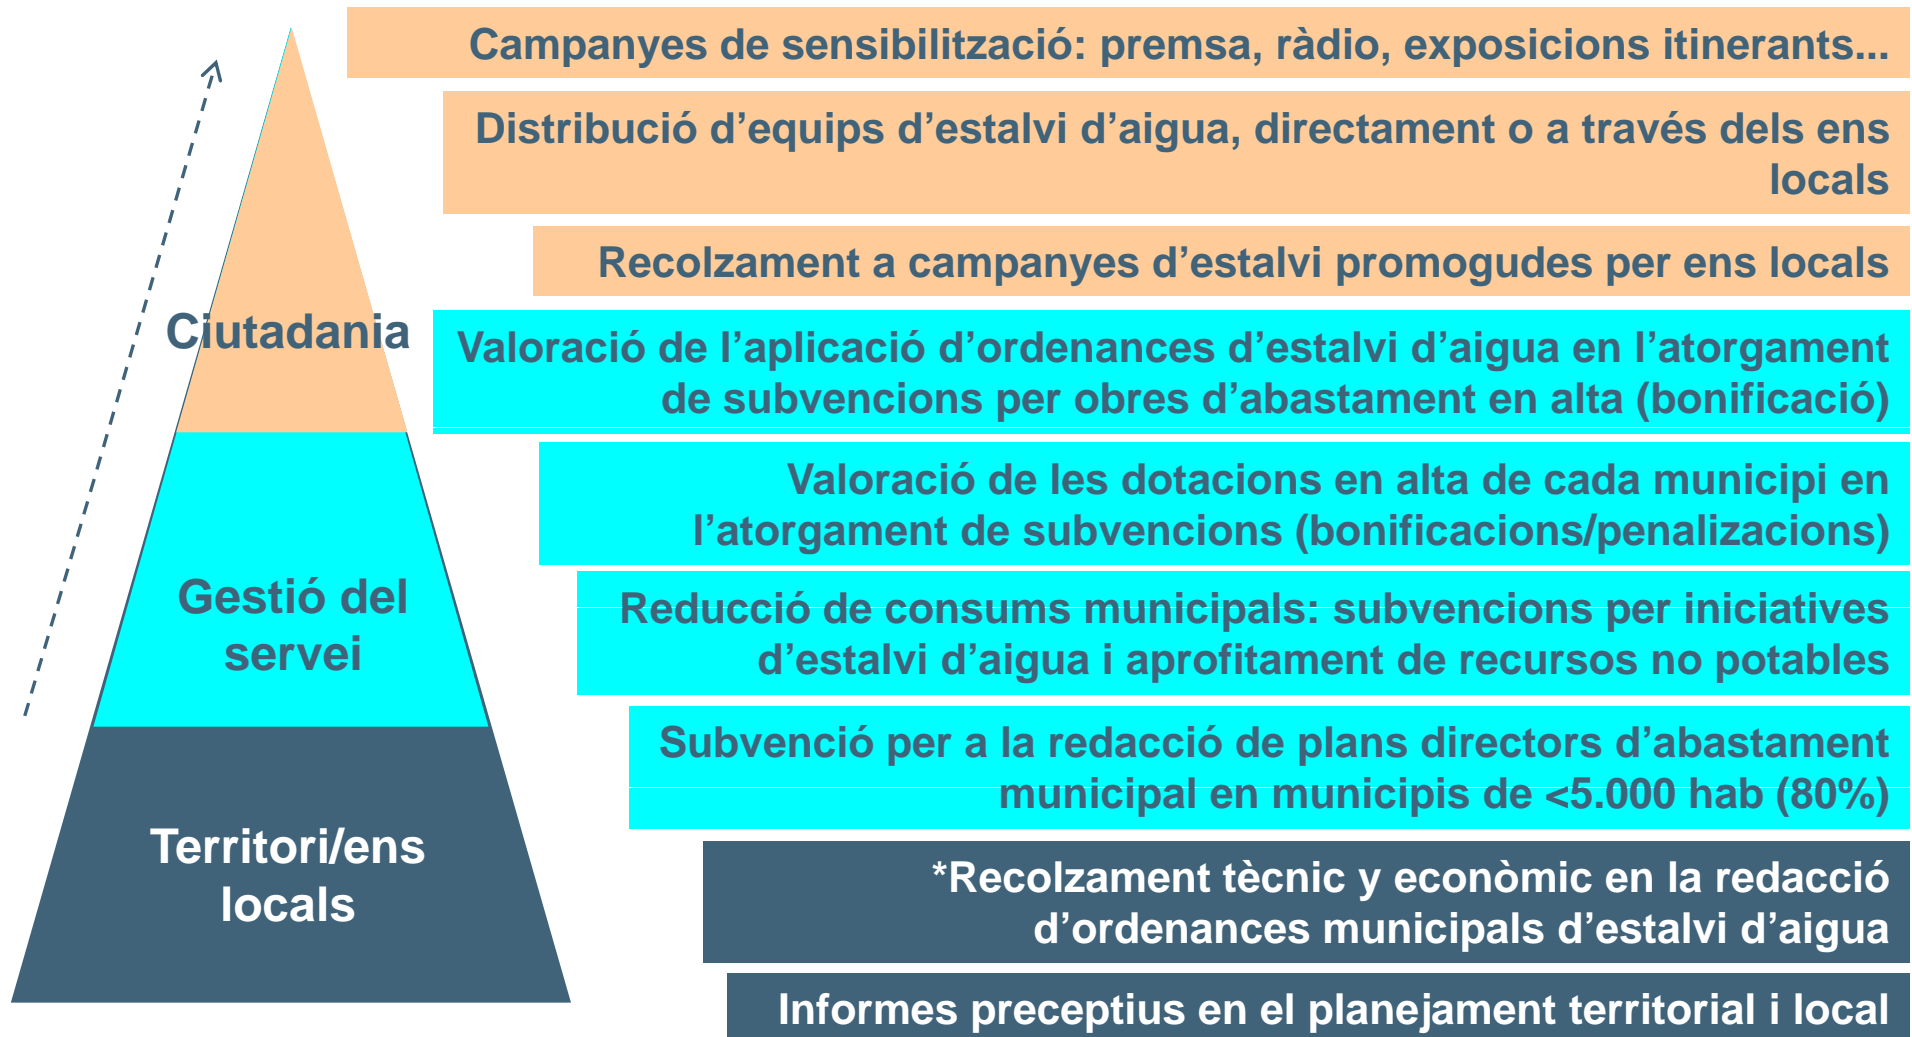 Campanyes de sensibilització: premsa, ràdio, exposicions itinerants...
Distribució d’equips d’estalvi d’aigua, directament o a través dels ens
locals
Recolzament a campanyes d’estalvi promogudes per ens locals
Ciutadania
Valoració de l’aplicació d’ordenances d’estalvi d’aigua en l’atorgament
de subvencions per obres d’abastament en alta (bonificació)
Valoració de les dotacions en alta de cada municipi en
l’atorgament de subvencions (bonificacions/penalizacions)
Gestió del
servei
Reducció de consums municipals: subvencions per iniciatives
d’estalvi d’aigua i aprofitament de recursos no potables
Subvenció per a la redacció de plans directors d’abastament
municipal en municipis de <5.000 hab (80%)
Territori/ens
locals
*Recolzament tècnic y econòmic en la redacció
d’ordenances municipals d’estalvi d’aigua
Informes preceptius en el planejament territorial i local